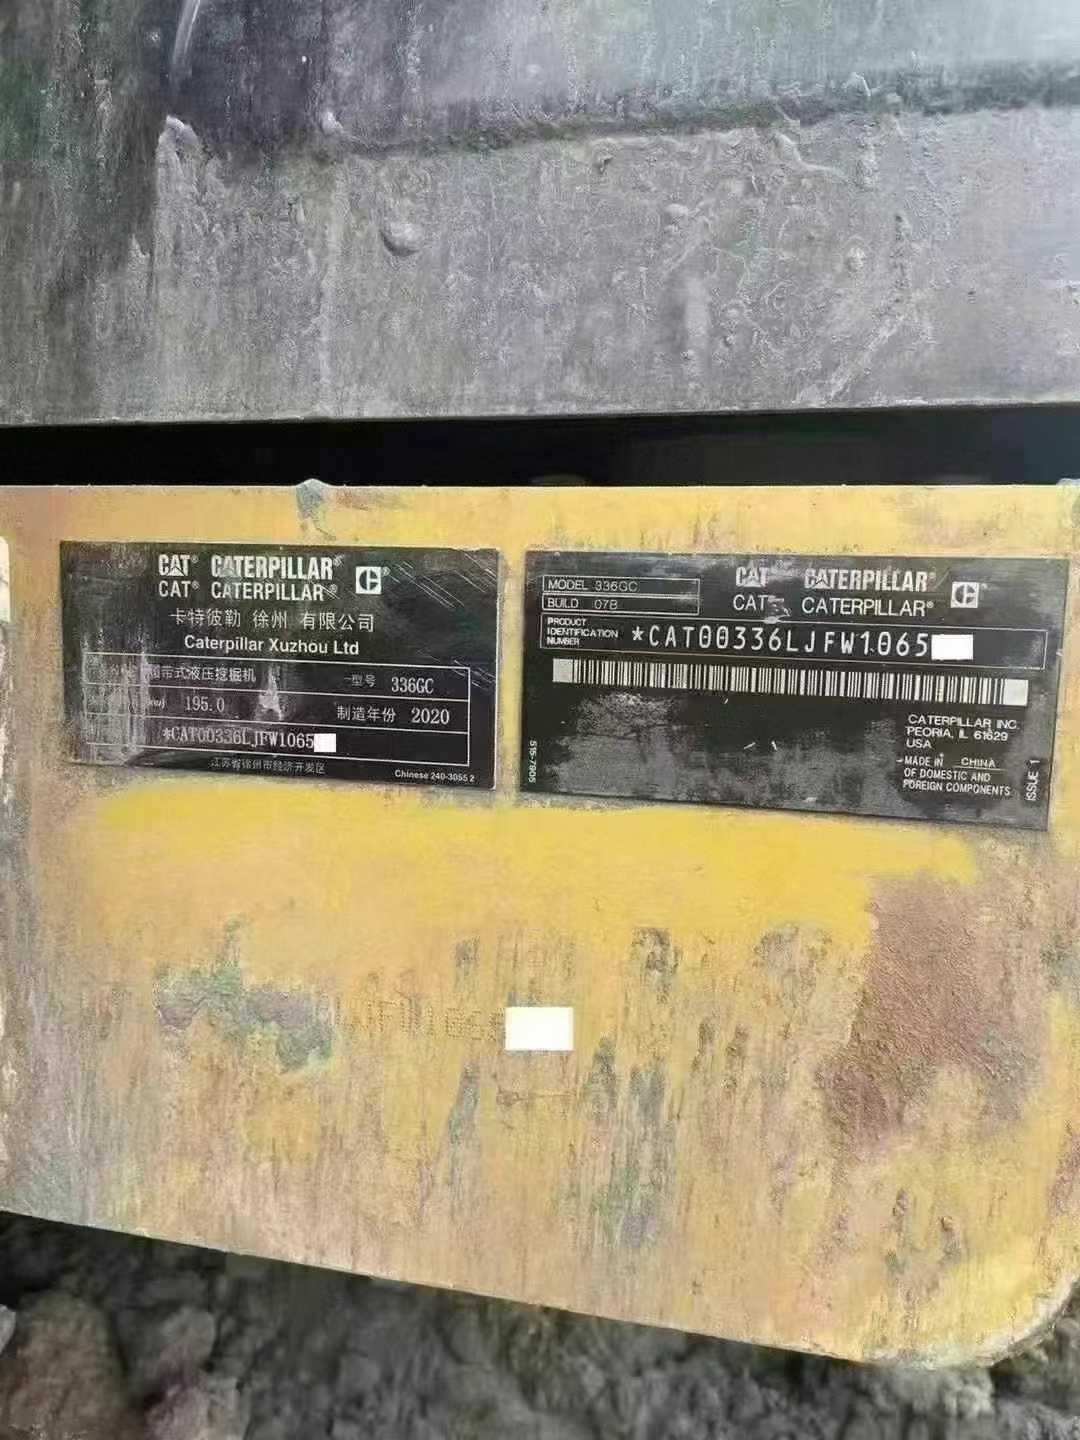 CAT® CATERPILLAR®
CAT® CATERPILLAR®
卡特彼勒 徐州 有限公司
Caterpillar Xuzhou Ltd
带式液压挖掘机 型号 336GC
195.0 制造年份 2020
*CAT00336LJFW1065
江苏省徐州市经济开发区
Chinese 240-3055 2
MODEL 336GC
BUILD 07B
CAT CATERPILLAR®
CAT CATERPILLAR®
PRODUCT
IDENTIFICATION
NUMBER
*CAT00336LJFW1065
CATERPILLAR INC.
PEORIA, IL 61629
USA
MADE IN CHINA
OF DOMESTIC AND
FOREIGN COMPONENTS
515-7905
ISSUE 1